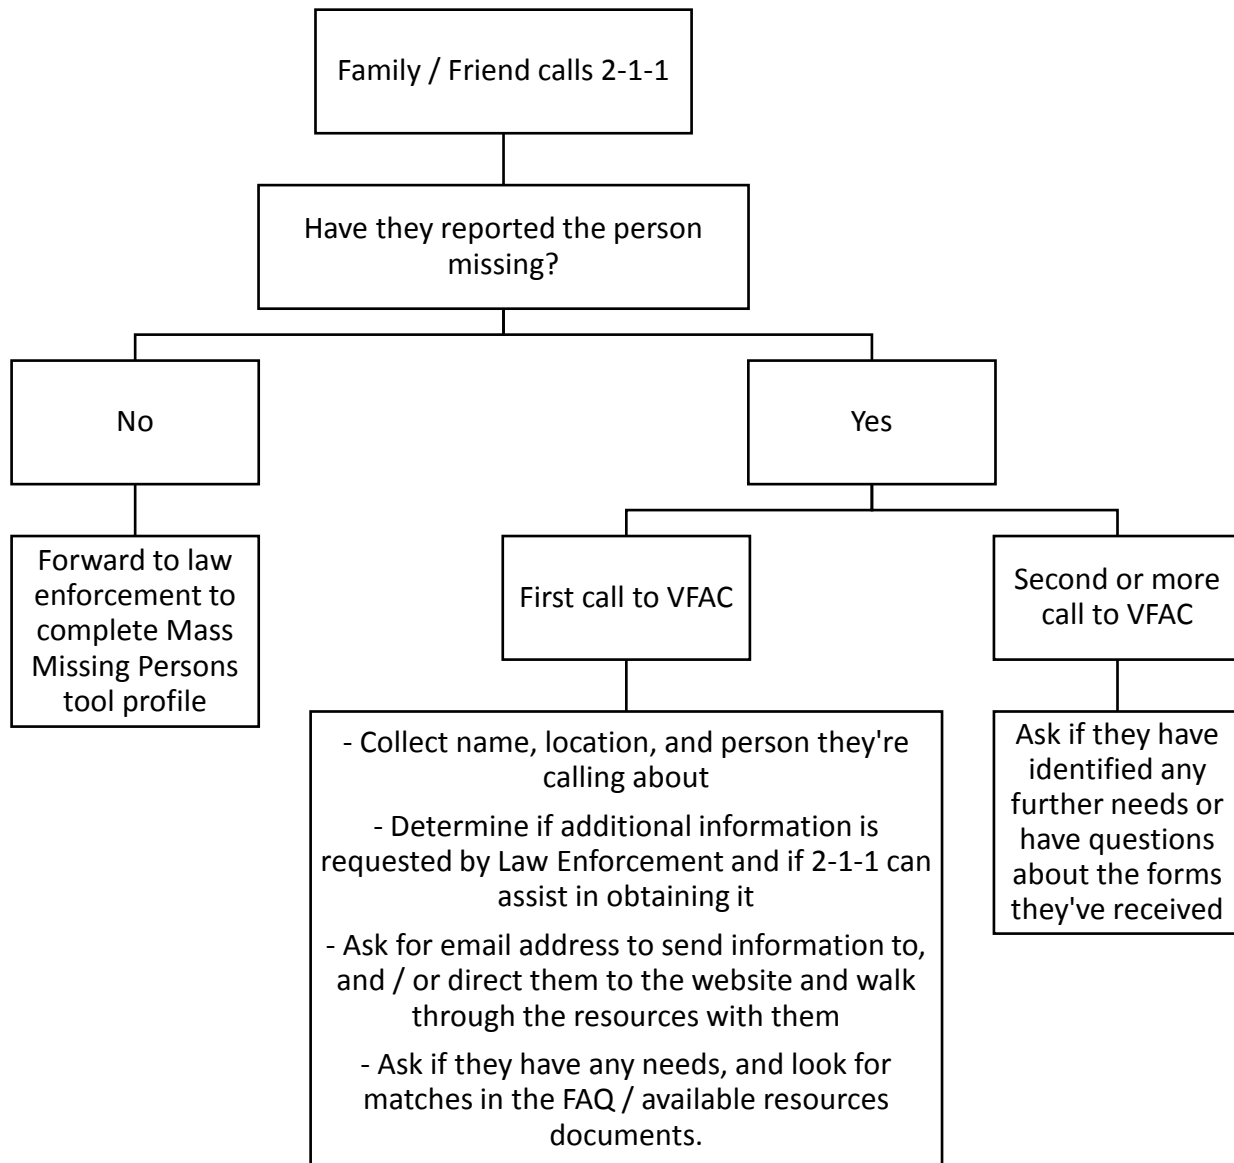 Family / Friend calls 2-1-1
Have they reported the person
missing?
No
Yes
Forward to law
enforcement to
complete Mass
Missing Persons
tool profile
First call to VFAC
Second or more
call to VFAC
- Collect name, location, and person they're
calling about
- Determine if additional information is
requested by Law Enforcement and if 2-1-1 can
assist in obtaining it
- Ask for email address to send information to,
and / or direct them to the website and walk
through the resources with them
- Ask if they have any needs, and look for
matches in the FAQ / available resources
documents.
Ask if they have
identified any
further needs or
have questions
about the forms
they've received